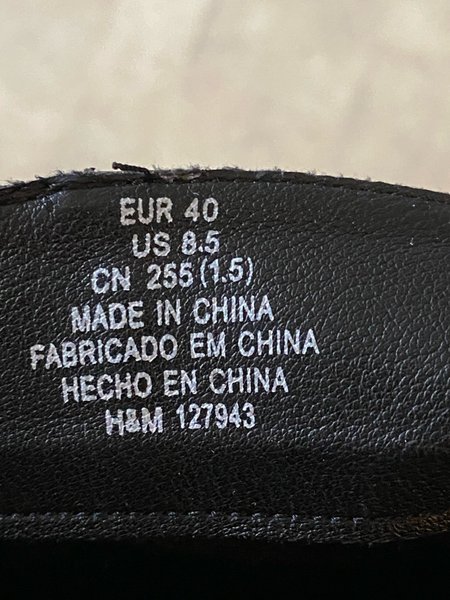 EUR 40
US 8.5
CN 255 (1.5)
MADE IN CHINA
FABRICADO EM CHINA
HECHO EN CHINA
H&M 127943